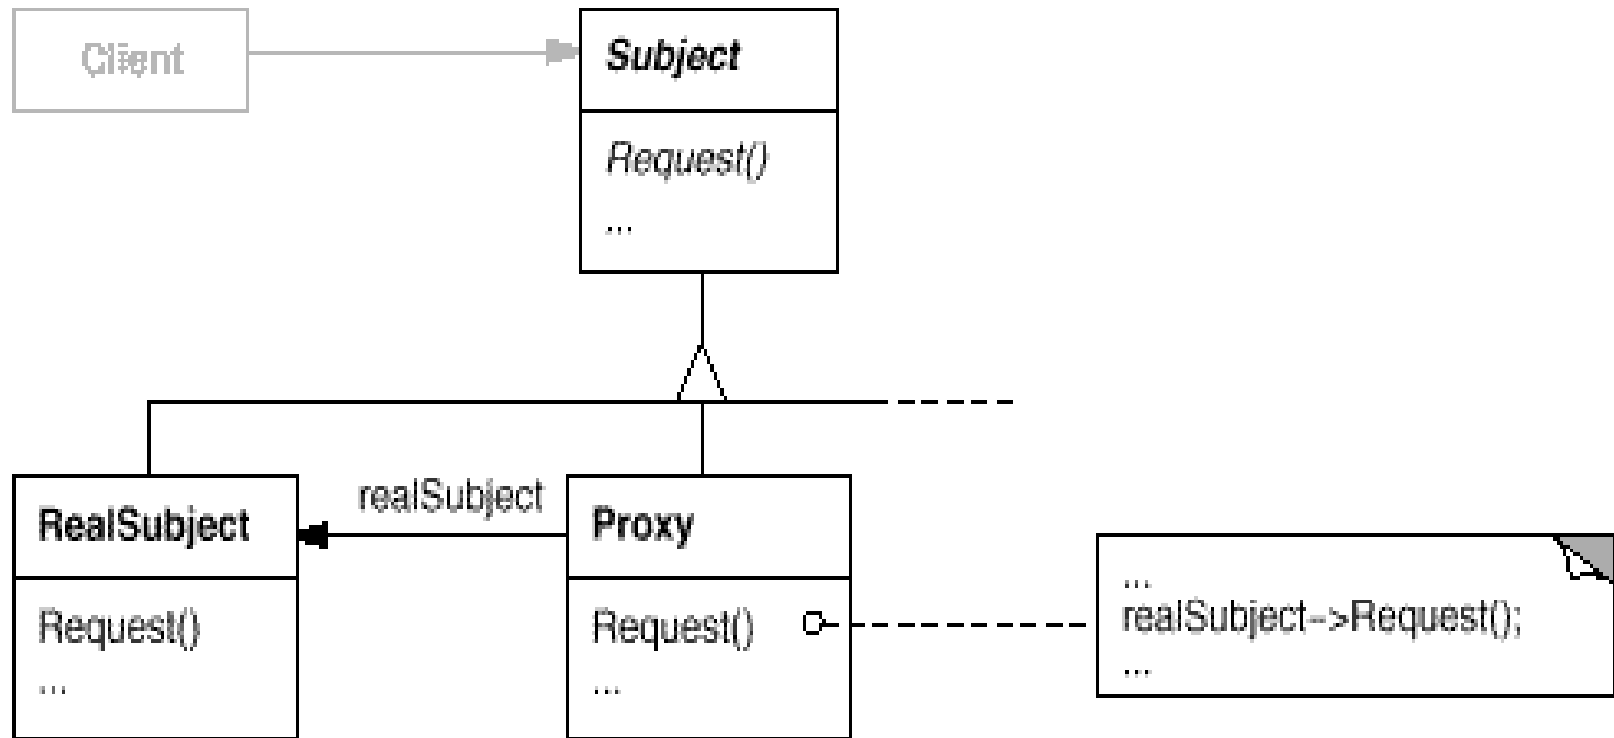 Client
Subject
Request()
...
realSubject
RealSubject
Request()
...
Proxy
Request()
...
...
realSubject->Request();
...